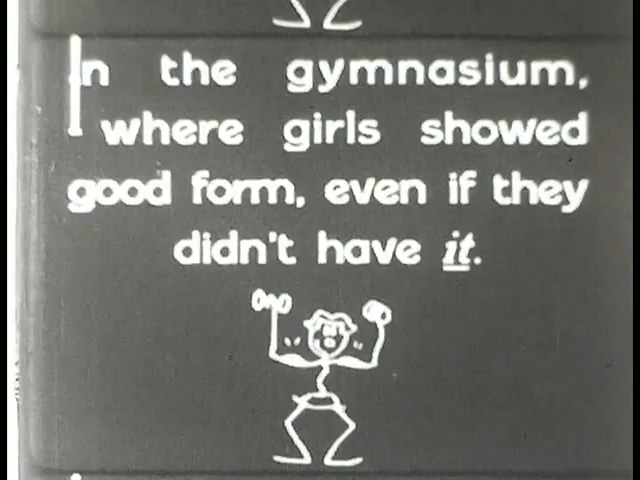 In the gymnasium,
where girls showed
good form, even if they
didn't have it.